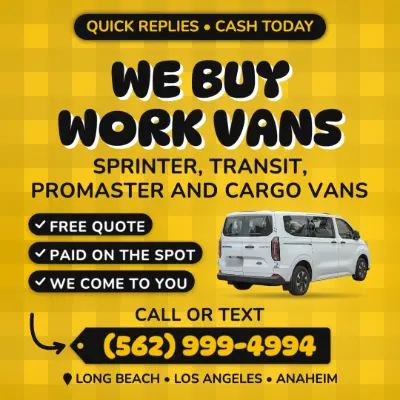 QUICK REPLIES • CASH TODAY
WE BUY
WORK VANS
SPRINTER, TRANSIT,
PROMASTER AND CARGO VANS
FREE QUOTE
PAID ON THE SPOT
WE COME TO YOU
CALL OR TEXT
(562) 999-4994
LONG BEACH • LOS ANGELES • ANAHEIM